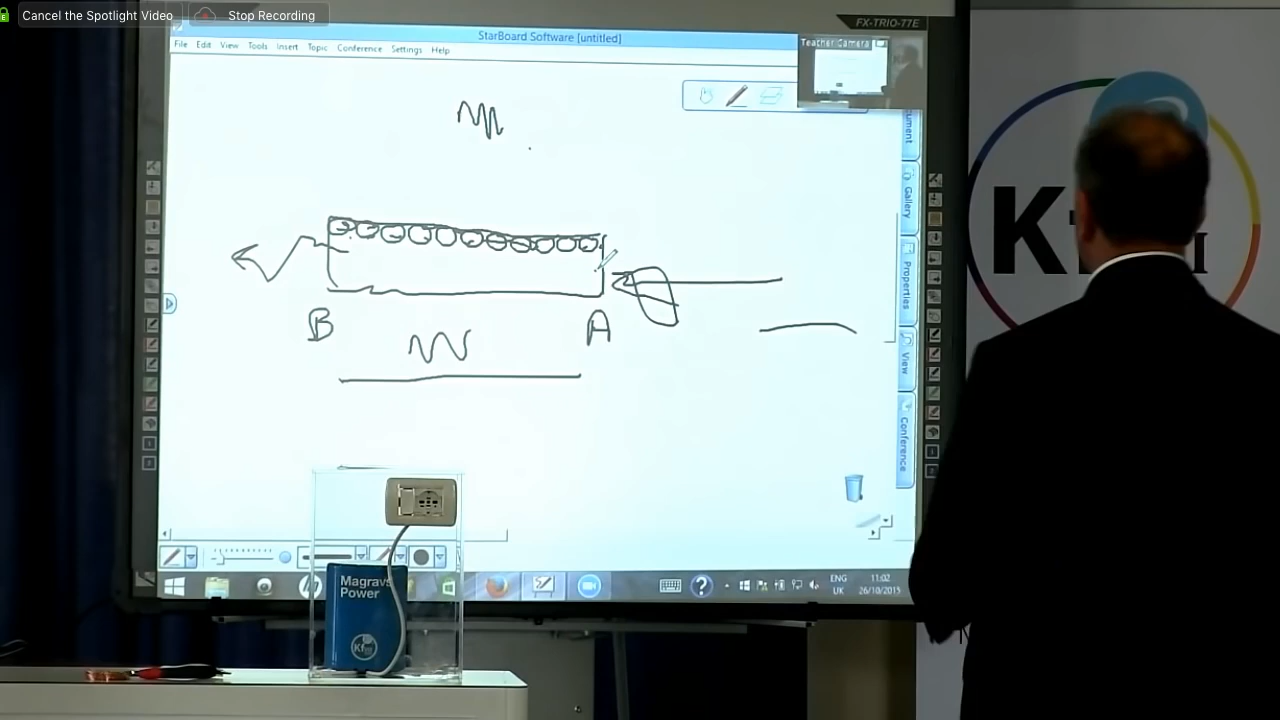 Cancel the Spotlight Video
Stop Recording
FX-TRIO-77E
StarBoard Software [untitled]
File Edit View Tools Insert Topic Conference Settings Help
Teacher Camera
Gallery
Properties
View
Conference
B
A
Magravs
Power
ENG
UK
11:02
26/10/2015